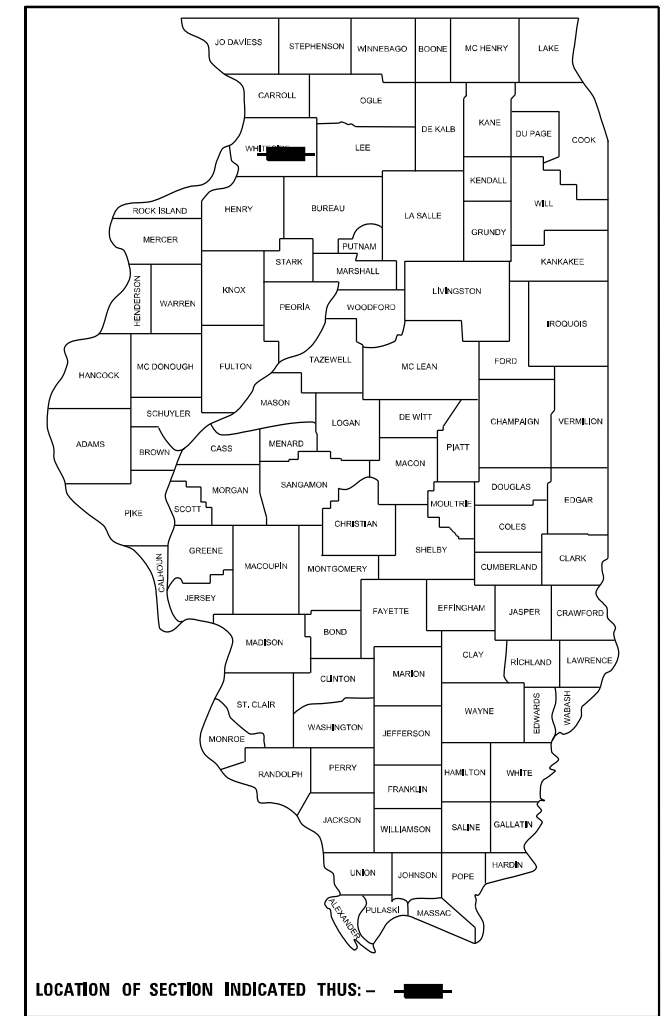 JO DAVIESS STEPHENSON WINNEBAGO BOONE MC HENRY LAKE
CARROLL OGLE DE KALB KANE DU PAGE COOK
LEE
KENDALL
ROCK ISLAND HENRY BUREAU LA SALLE GRUNDY WILL
MERCER PUTNAM
HENDERSON WARREN KNOX STARK MARSHALL KANKAKEE
PEORIA WOODFORD LIVINGSTON IROQUOIS
HANCOCK MC DONOUGH FULTON TAZEWELL MC LEAN FORD
SCHUYLER MASON LOGAN DE WITT CHAMPAIGN VERMILION
ADAMS BROWN CASS MENARD MACON PIATT
MORGAN SANGAMON DOUGLAS EDGAR
PIKE SCOTT CHRISTIAN MOULTRIE COLES
CALHOUN GREENE MACOUPIN MONTGOMERY SHELBY CUMBERLAND CLARK
JERSEY FAYETTE EFFINGHAM JASPER CRAWFORD
MADISON BOND CLAY RICHLAND LAWRENCE
CLINTON MARION
ST. CLAIR WASHINGTON WAYNE EDWARDS WABASH
MONROE JEFFERSON
RANDOLPH PERRY FRANKLIN HAMILTON WHITE
JACKSON WILLIAMSON SALINE GALLATIN
UNION JOHNSON POPE HARDIN
ALEXANDER PULASKI MASSAC
LOCATION OF SECTION INDICATED THUS: –